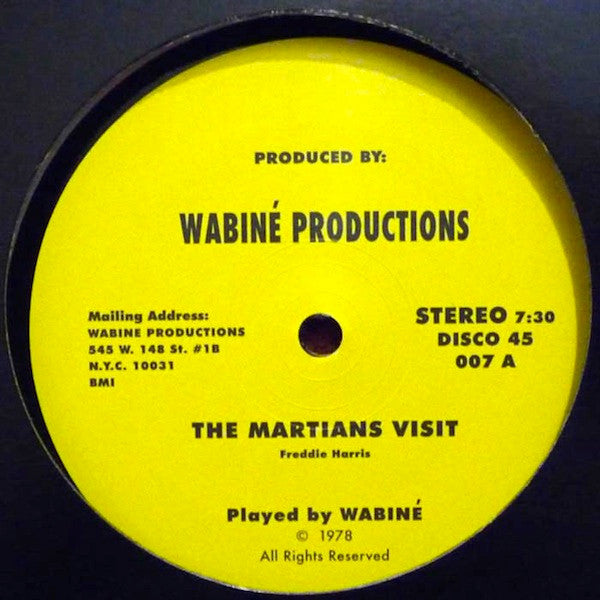 PRODUCED BY:
WABINÉ PRODUCTIONS
Mailing Address:
WABINE PRODUCTIONS
545 W. 148 St. #1B
N.Y.C. 10031
BMI
STEREO 7:30
DISCO 45
007 A
THE MARTIANS VISIT
Freddie Harris
Played by WABINÉ
© 1978
All Rights Reserved